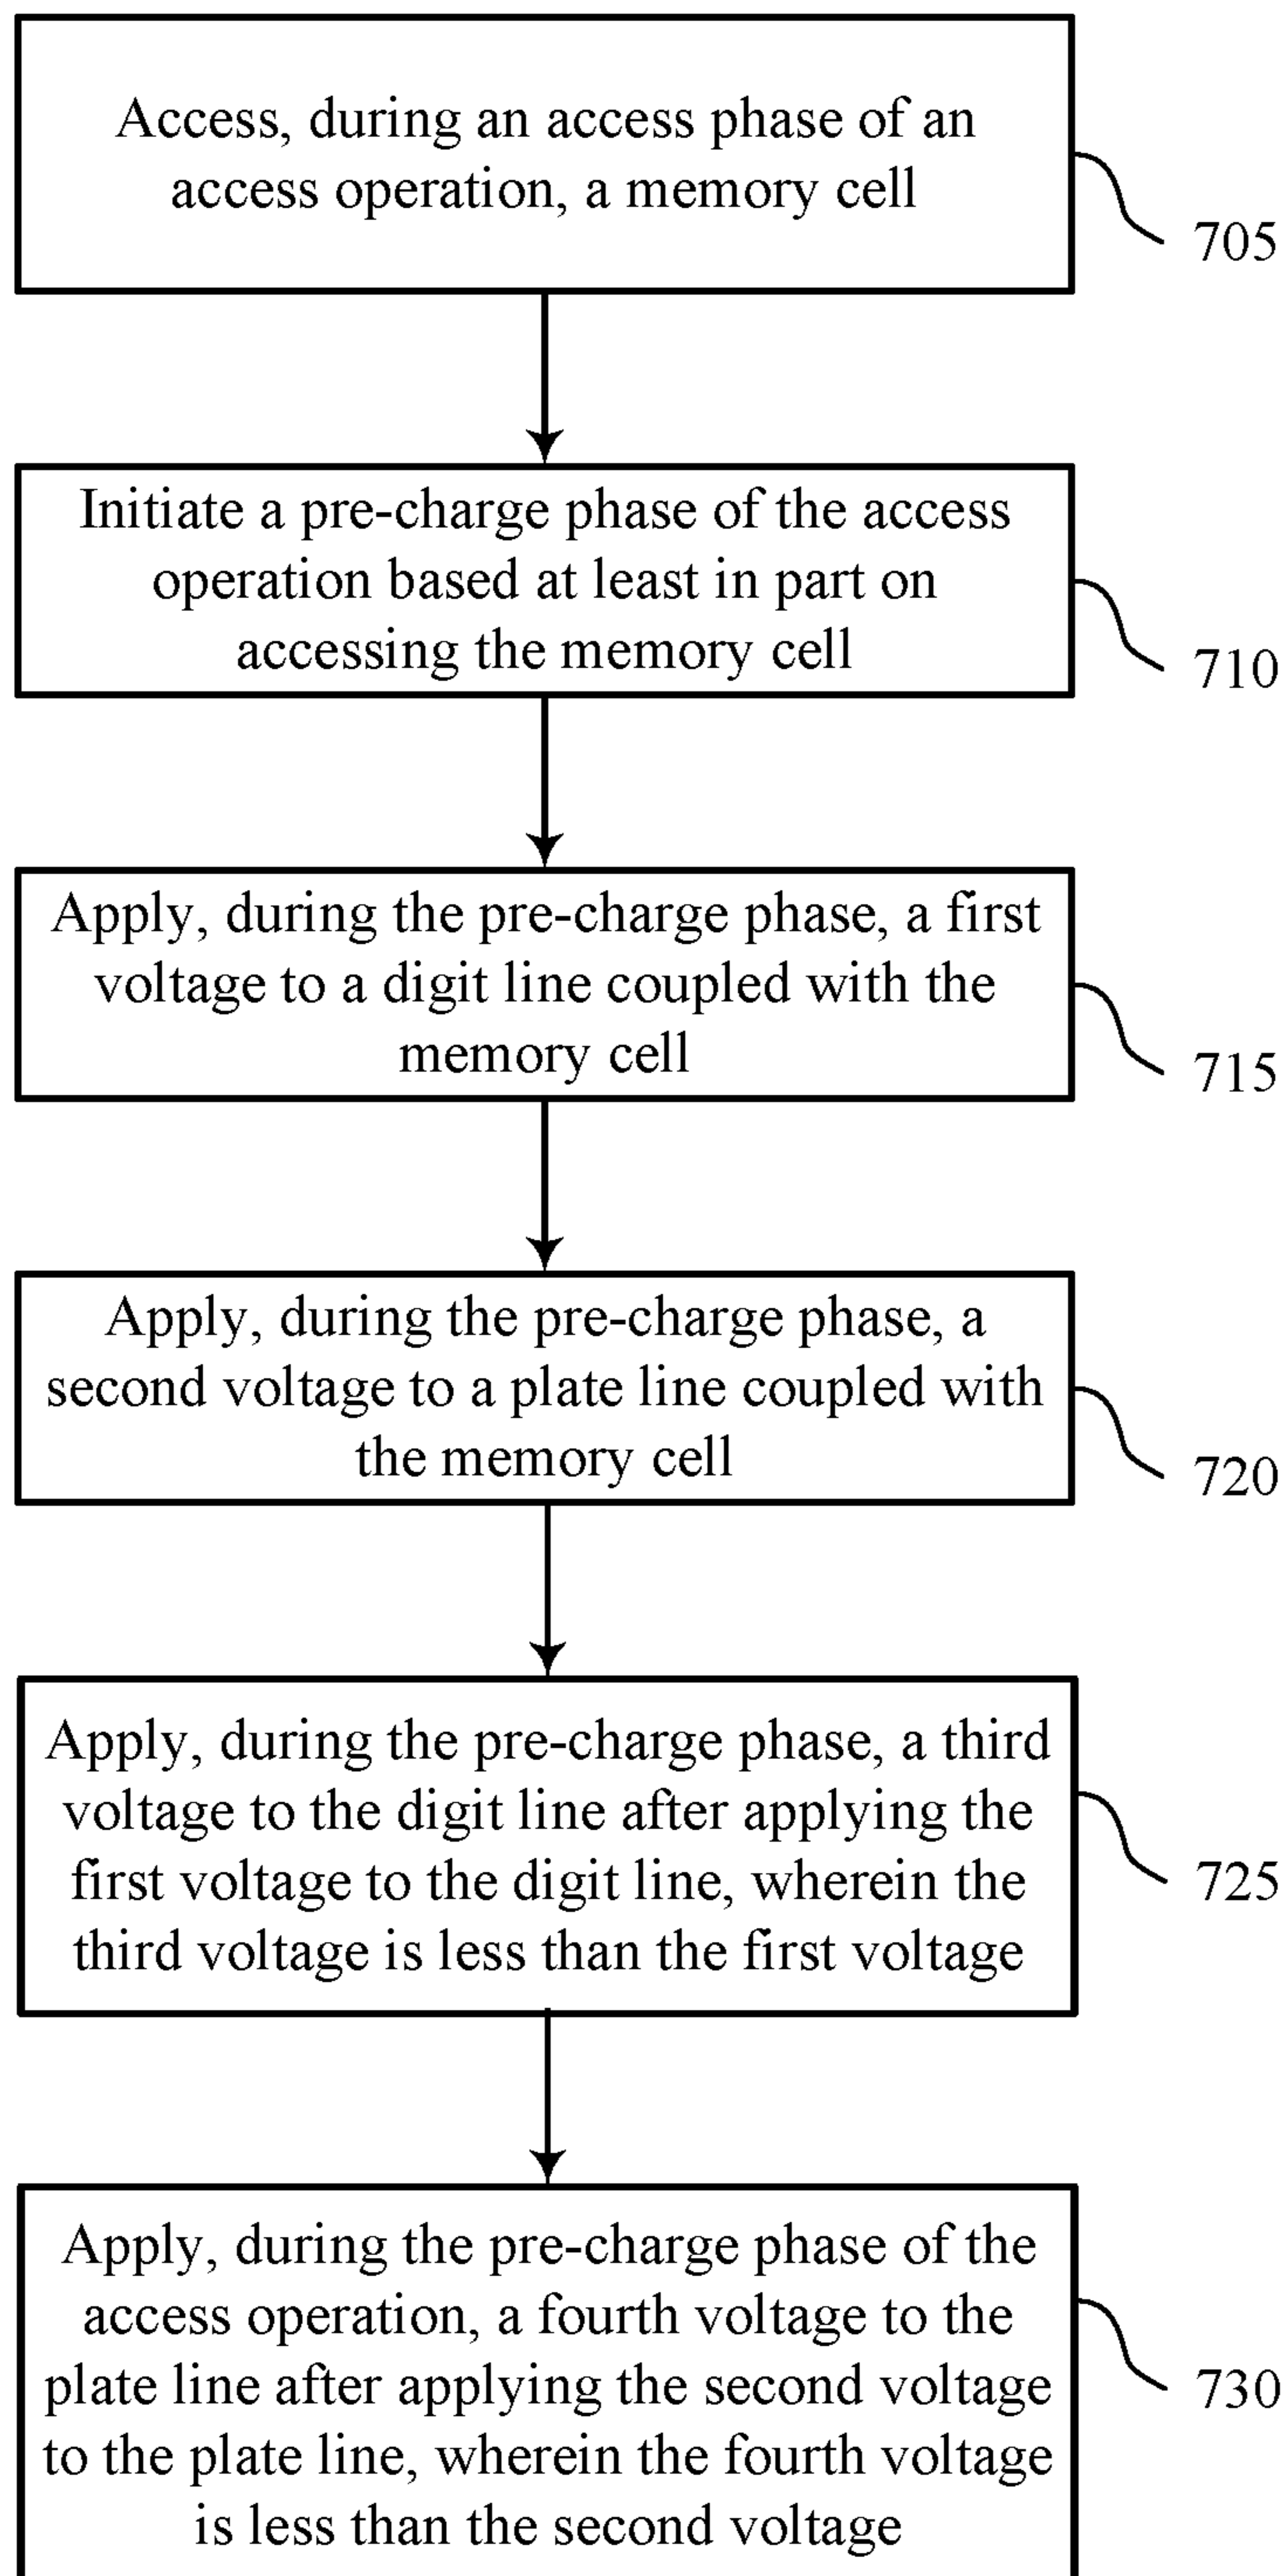 Access, during an access phase of an
access operation, a memory cell
705
Initiate a pre-charge phase of the access
operation based at least in part on
accessing the memory cell
710
Apply, during the pre-charge phase, a first
voltage to a digit line coupled with the
memory cell
715
Apply, during the pre-charge phase, a
second voltage to a plate line coupled with
the memory cell
720
Apply, during the pre-charge phase, a third
voltage to the digit line after applying the
first voltage to the digit line, wherein the
third voltage is less than the first voltage
725
Apply, during the pre-charge phase of the
access operation, a fourth voltage to the
plate line after applying the second voltage
to the plate line, wherein the fourth voltage
is less than the second voltage
730